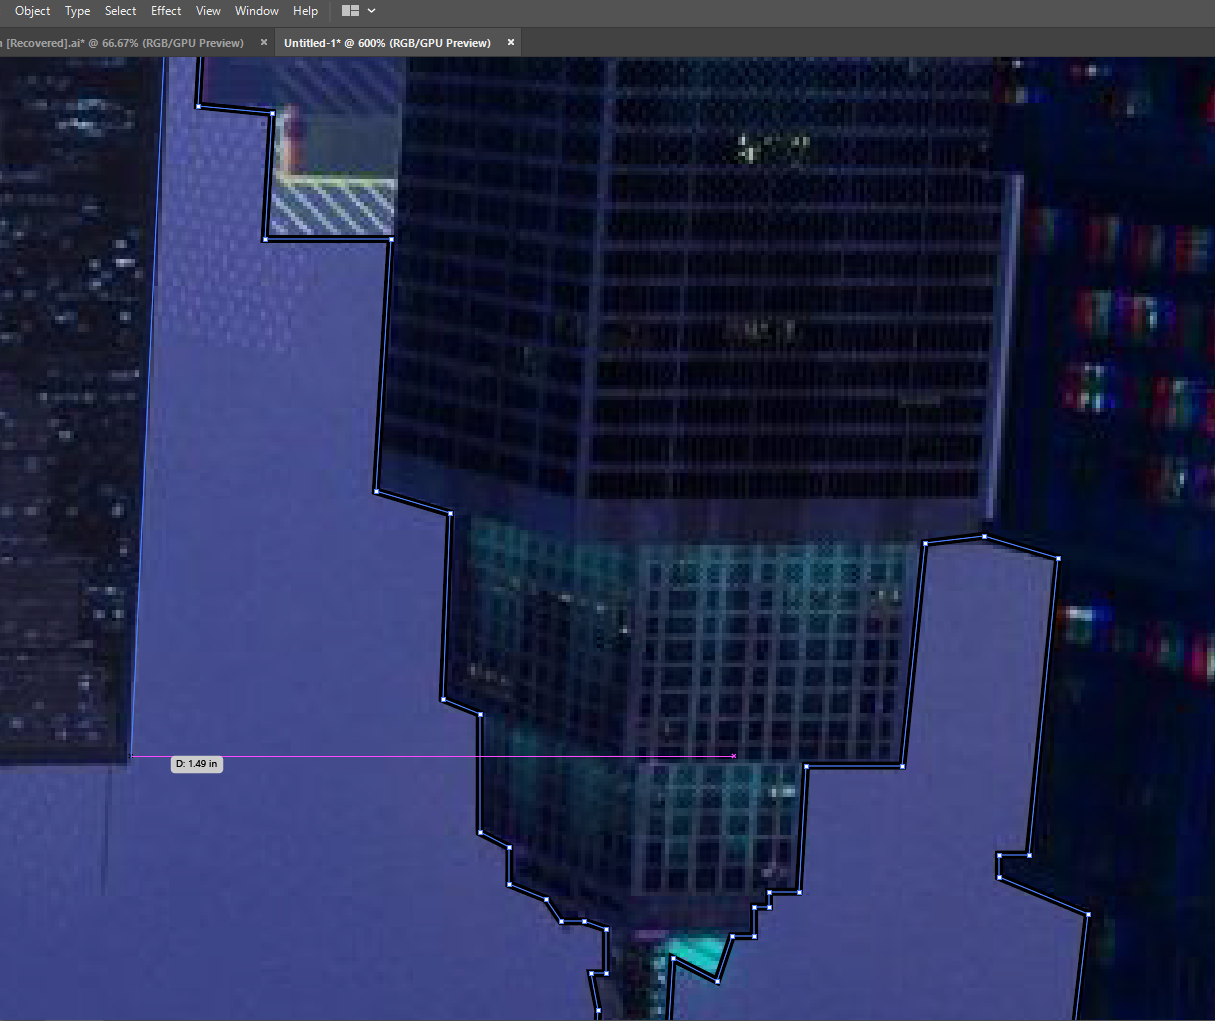 Object Type Select Effect View Window Help
n [Recovered].ai* @ 66.67% (RGB/GPU Preview) × Untitled-1* @ 600% (RGB/GPU Preview) ×
D: 1.49 in